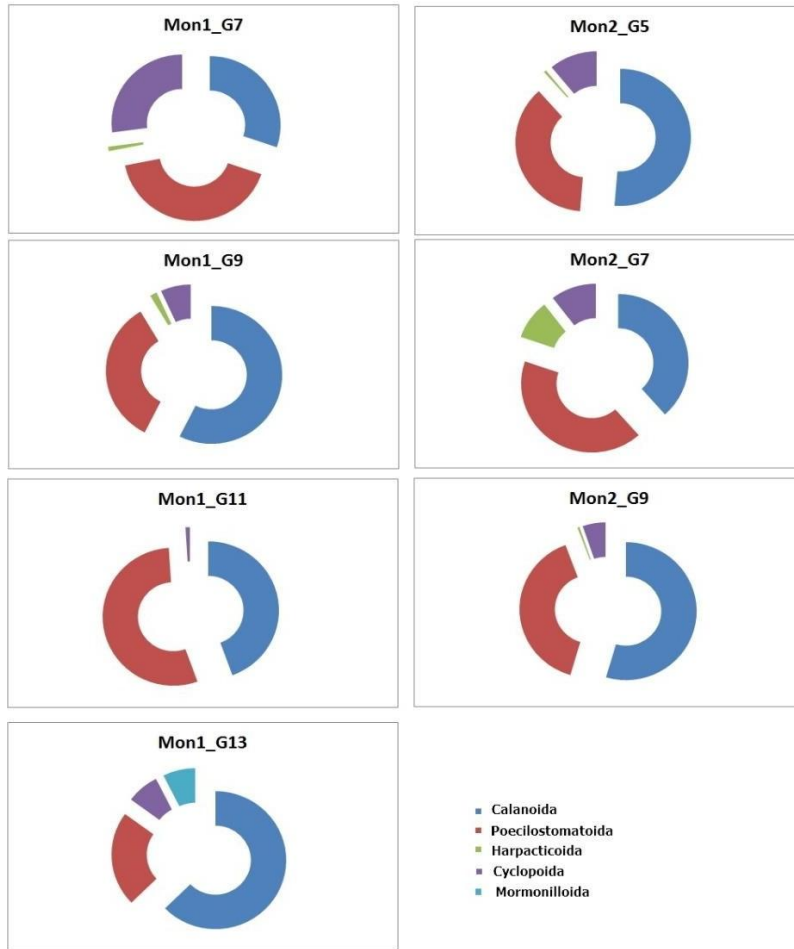 Mon1_G7
Mon2_G5
Mon1_G9
Mon2_G7
Mon1_G11
Mon2_G9
Mon1_G13
Calanoida
Poecilostomatoida
Harpacticoida
Cyclopoida
Mormonilloida